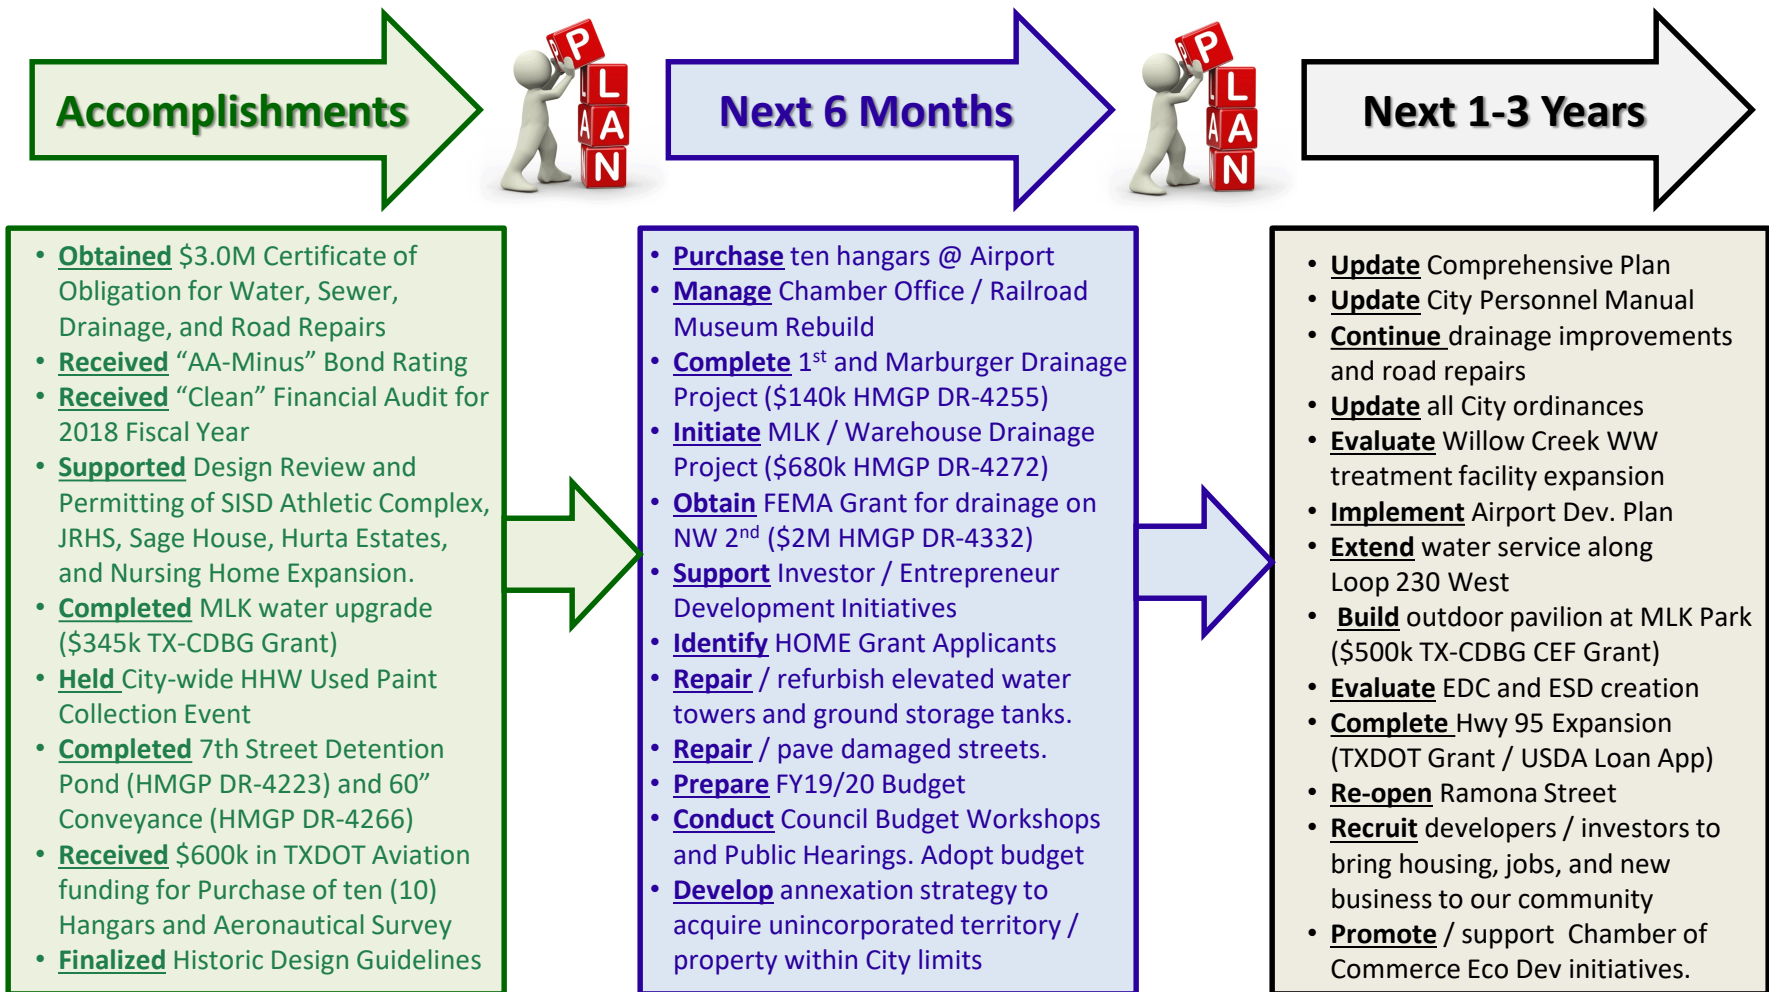 Accomplishments
P
L
A A
N
Next 6 Months
P
L
A A
N
Next 1-3 Years
• Obtained $3.0M Certificate of
Obligation for Water, Sewer,
Drainage, and Road Repairs
• Received “AA-Minus” Bond Rating
• Received “Clean” Financial Audit for
2018 Fiscal Year
• Supported Design Review and
Permitting of SISD Athletic Complex,
JRHS, Sage House, Hurta Estates,
and Nursing Home Expansion.
• Completed MLK water upgrade
($345k TX-CDBG Grant)
• Held City-wide HHW Used Paint
Collection Event
• Completed 7th Street Detention
Pond (HMGP DR-4223) and 60”
Conveyance (HMGP DR-4266)
• Received $600k in TXDOT Aviation
funding for Purchase of ten (10)
Hangars and Aeronautical Survey
• Finalized Historic Design Guidelines
• Purchase ten hangars @ Airport
• Manage Chamber Office / Railroad
Museum Rebuild
• Complete 1st and Marburger Drainage
Project ($140k HMGP DR-4255)
• Initiate MLK / Warehouse Drainage
Project ($680k HMGP DR-4272)
• Obtain FEMA Grant for drainage on
NW 2nd ($2M HMGP DR-4332)
• Support Investor / Entrepreneur
Development Initiatives
• Identify HOME Grant Applicants
• Repair / refurbish elevated water
towers and ground storage tanks.
• Repair / pave damaged streets.
• Prepare FY19/20 Budget
• Conduct Council Budget Workshops
and Public Hearings. Adopt budget
• Develop annexation strategy to
acquire unincorporated territory /
property within City limits
• Update Comprehensive Plan
• Update City Personnel Manual
• Continue drainage improvements
and road repairs
• Update all City ordinances
• Evaluate Willow Creek WW
treatment facility expansion
• Implement Airport Dev. Plan
• Extend water service along
Loop 230 West
• Build outdoor pavilion at MLK Park
($500k TX-CDBG CEF Grant)
• Evaluate EDC and ESD creation
• Complete Hwy 95 Expansion
(TXDOT Grant / USDA Loan App)
• Re-open Ramona Street
• Recruit developers / investors to
bring housing, jobs, and new
business to our community
• Promote / support Chamber of
Commerce Eco Dev initiatives.